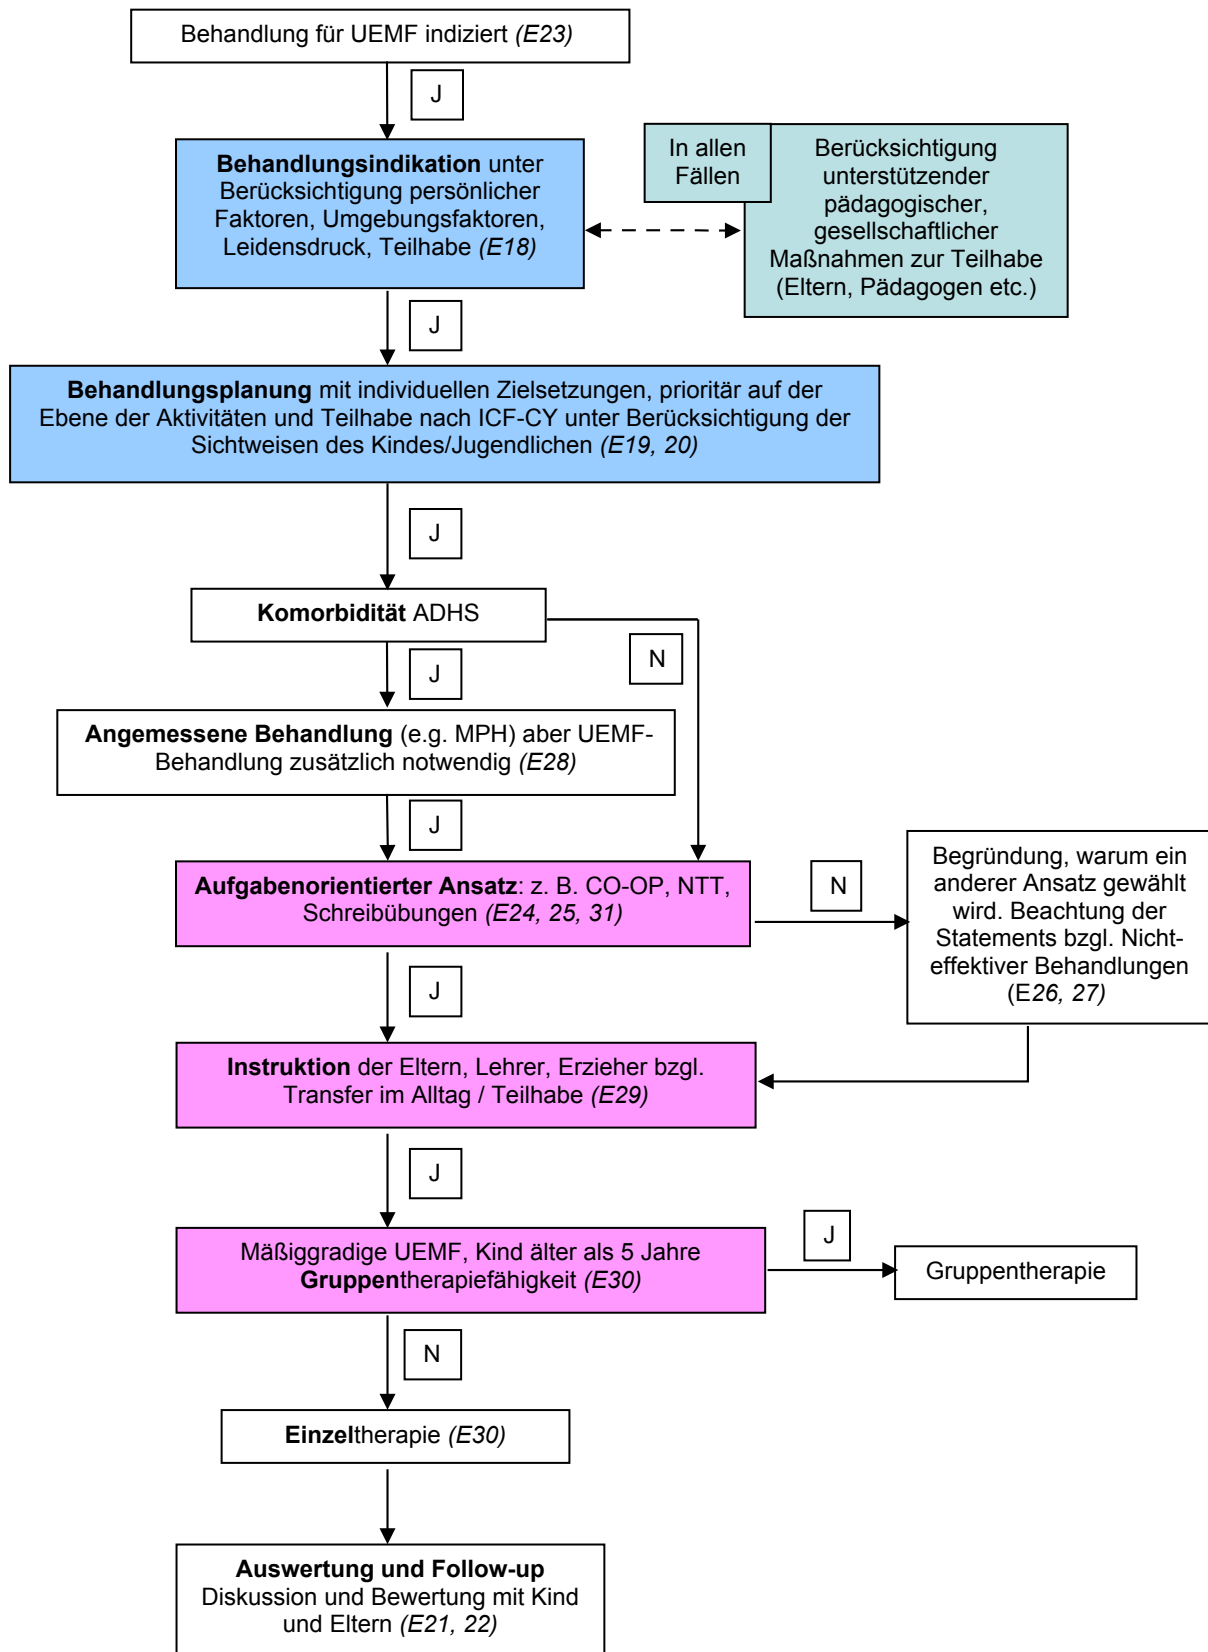 Behandlung für UEMF indiziert (E23)
J
Behandlungsindikation unter
Berücksichtigung persönlicher
Faktoren, Umgebungsfaktoren,
Leidensdruck, Teilhabe (E18)
In allen
Fällen
Berücksichtigung
unterstützender
pädagogischer,
gesellschaftlicher
Maßnahmen zur Teilhabe
(Eltern, Pädagogen etc.)
J
Behandlungsplanung mit individuellen Zielsetzungen, prioritär auf der
Ebene der Aktivitäten und Teilhabe nach ICF-CY unter Berücksichtigung der
Sichtweisen des Kindes/Jugendlichen (E19, 20)
J
Komorbidität ADHS
J
N
Angemessene Behandlung (e.g. MPH) aber UEMF-
Behandlung zusätzlich notwendig (E28)
J
Aufgabenorientierter Ansatz: z. B. CO-OP, NTT,
Schreibübungen (E24, 25, 31)
N
Begründung, warum ein
anderer Ansatz gewählt
wird. Beachtung der
Statements bzgl. Nicht-
effektiver Behandlungen
(E26, 27)
J
Instruktion der Eltern, Lehrer, Erzieher bzgl.
Transfer im Alltag / Teilhabe (E29)
J
Mäßiggradige UEMF, Kind älter als 5 Jahre
Gruppentherapiefähigkeit (E30)
J
Gruppentherapie
N
Einzeltherapie (E30)
Auswertung und Follow-up
Diskussion und Bewertung mit Kind
und Eltern (E21, 22)